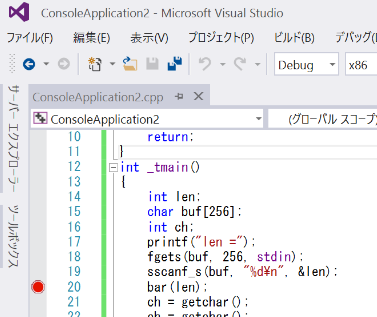 ConsoleApplication2 - Microsoft Visual Studio
ファイル(F) 編集(E) 表示(V) プロジェクト(P) ビルド(B) デバッグ(
Debug x86
サーバー エクスプローラー
ツールボックス
ConsoleApplication2.cpp
ConsoleApplication2 (グローバル スコープ
10 return;
11 }
12 int _tmain()
13 {
14 int len;
15 char buf[256];
16 int ch;
17 printf("len =");
18 fgets(buf, 256, stdin);
19 sscanf_s(buf, "%d¥n", &len);
20 bar(len);
21 ch = getchar();
22 ch = getchar();